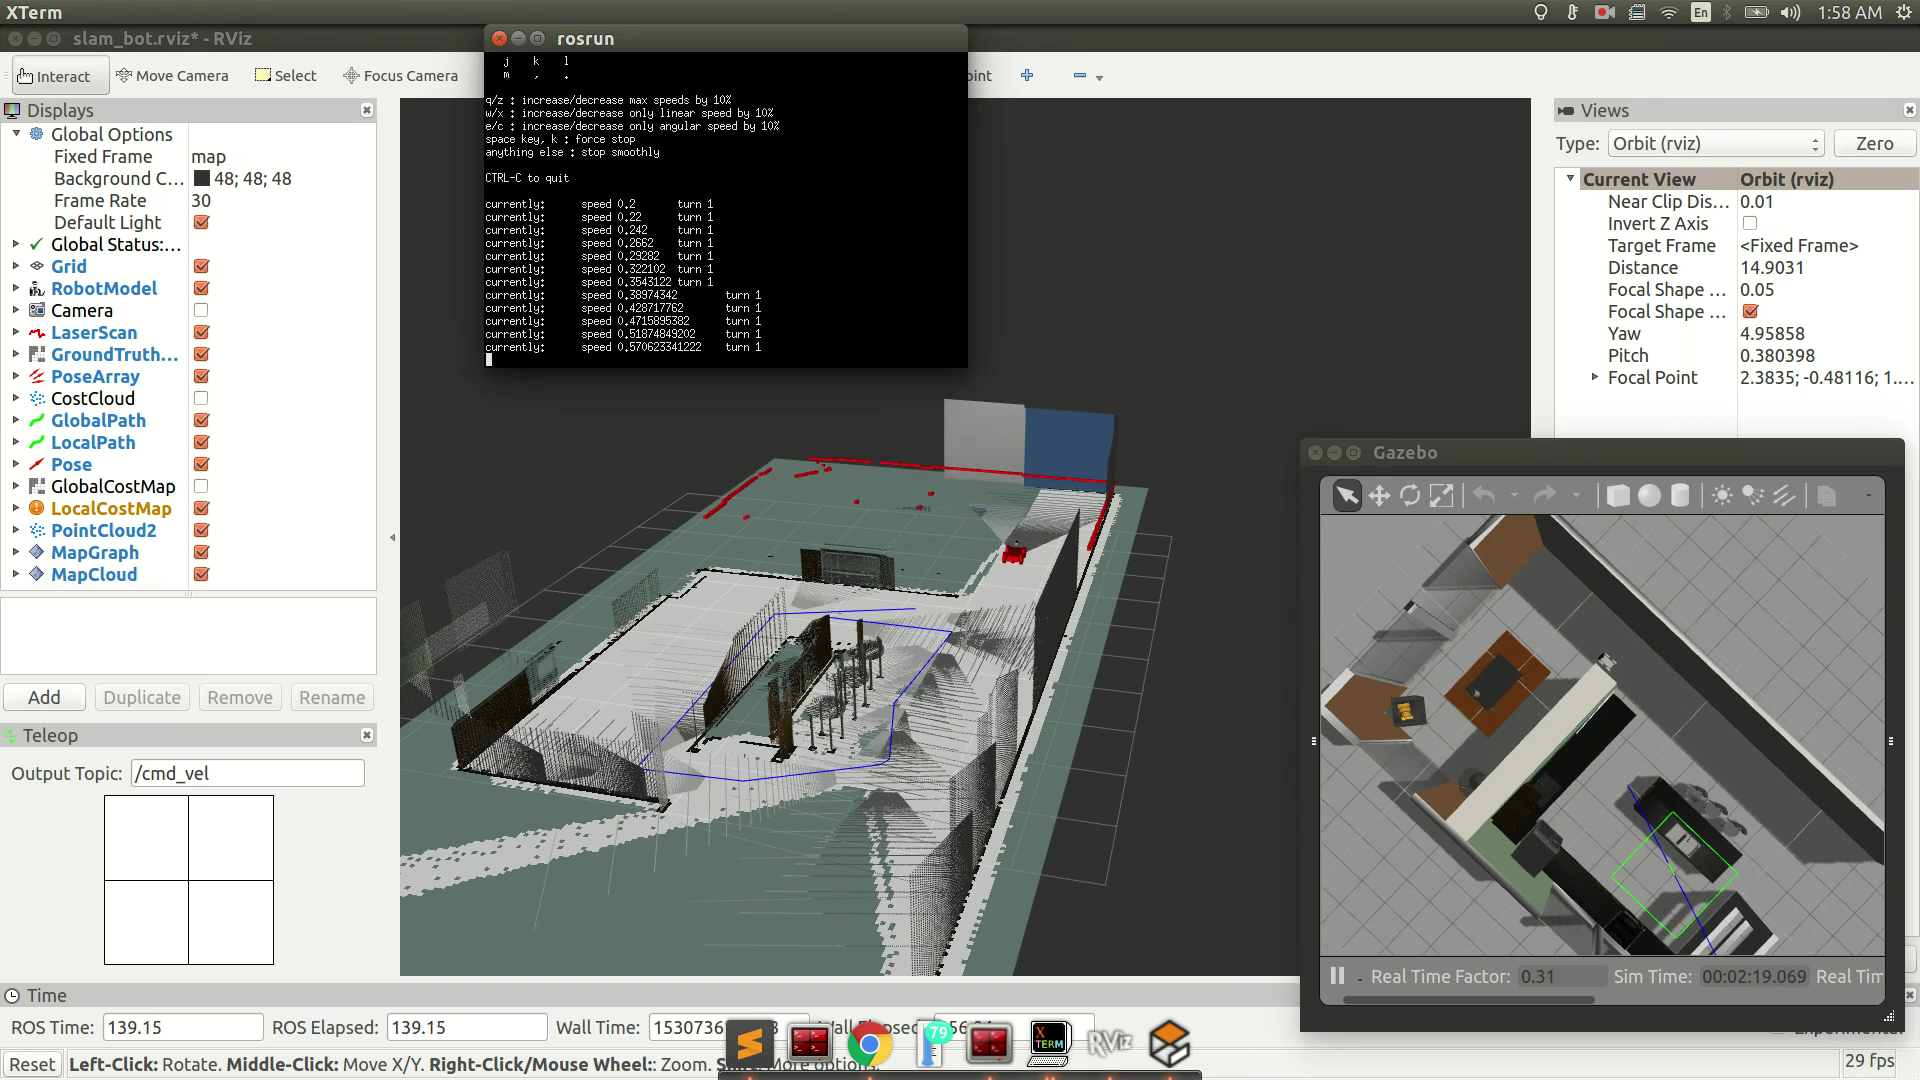 XTerm
En
1:58 AM
slam_bot.rviz* - RViz
rosrun
Interact
Move Camera
Select
Focus Camera
j k l
m , .
q/z : increase/decrease max speeds by 10%
w/x : increase/decrease only linear speed by 10%
e/c : increase/decrease only angular speed by 10%
space key, k : force stop
anything else : stop smoothly
CTRL-C to quit
currently: speed 0.2 turn 1
currently: speed 0.22 turn 1
currently: speed 0.242 turn 1
currently: speed 0.2662 turn 1
currently: speed 0.29282 turn 1
currently: speed 0.322102 turn 1
currently: speed 0.3543122 turn 1
currently: speed 0.38974342 turn 1
currently: speed 0.428717762 turn 1
currently: speed 0.4715895382 turn 1
currently: speed 0.51874849202 turn 1
currently: speed 0.570623341222 turn 1
Displays
Global Options
Fixed Frame map
Background C... 48; 48; 48
Frame Rate 30
Default Light
Global Status:...
Grid
RobotModel
Camera
LaserScan
GroundTruth...
PoseArray
CostCloud
GlobalPath
LocalPath
Pose
GlobalCostMap
LocalCostMap
PointCloud2
MapGraph
MapCloud
Add
Duplicate
Remove
Rename
Teleop
Output Topic: /cmd_vel
Views
Type: Orbit (rviz)
Zero
Current View Orbit (rviz)
Near Clip Dis... 0.01
Invert Z Axis
Target Frame <Fixed Frame>
Distance 14.9031
Focal Shape ... 0.05
Focal Shape ...
Yaw 4.95858
Pitch 0.380398
Focal Point 2.3835; -0.48116; 1....
Gazebo
Real Time Factor: 0.31 Sim Time: 00:02:19.069 Real Tim
Time
ROS Time: 139.15
ROS Elapsed: 139.15
Wall Time: 1530736
79
X
TERM
RViz
Reset
Left-Click: Rotate. Middle-Click: Move X/Y. Right-Click/Mouse Wheel:: Zoom. Shift: More options.
29 fps